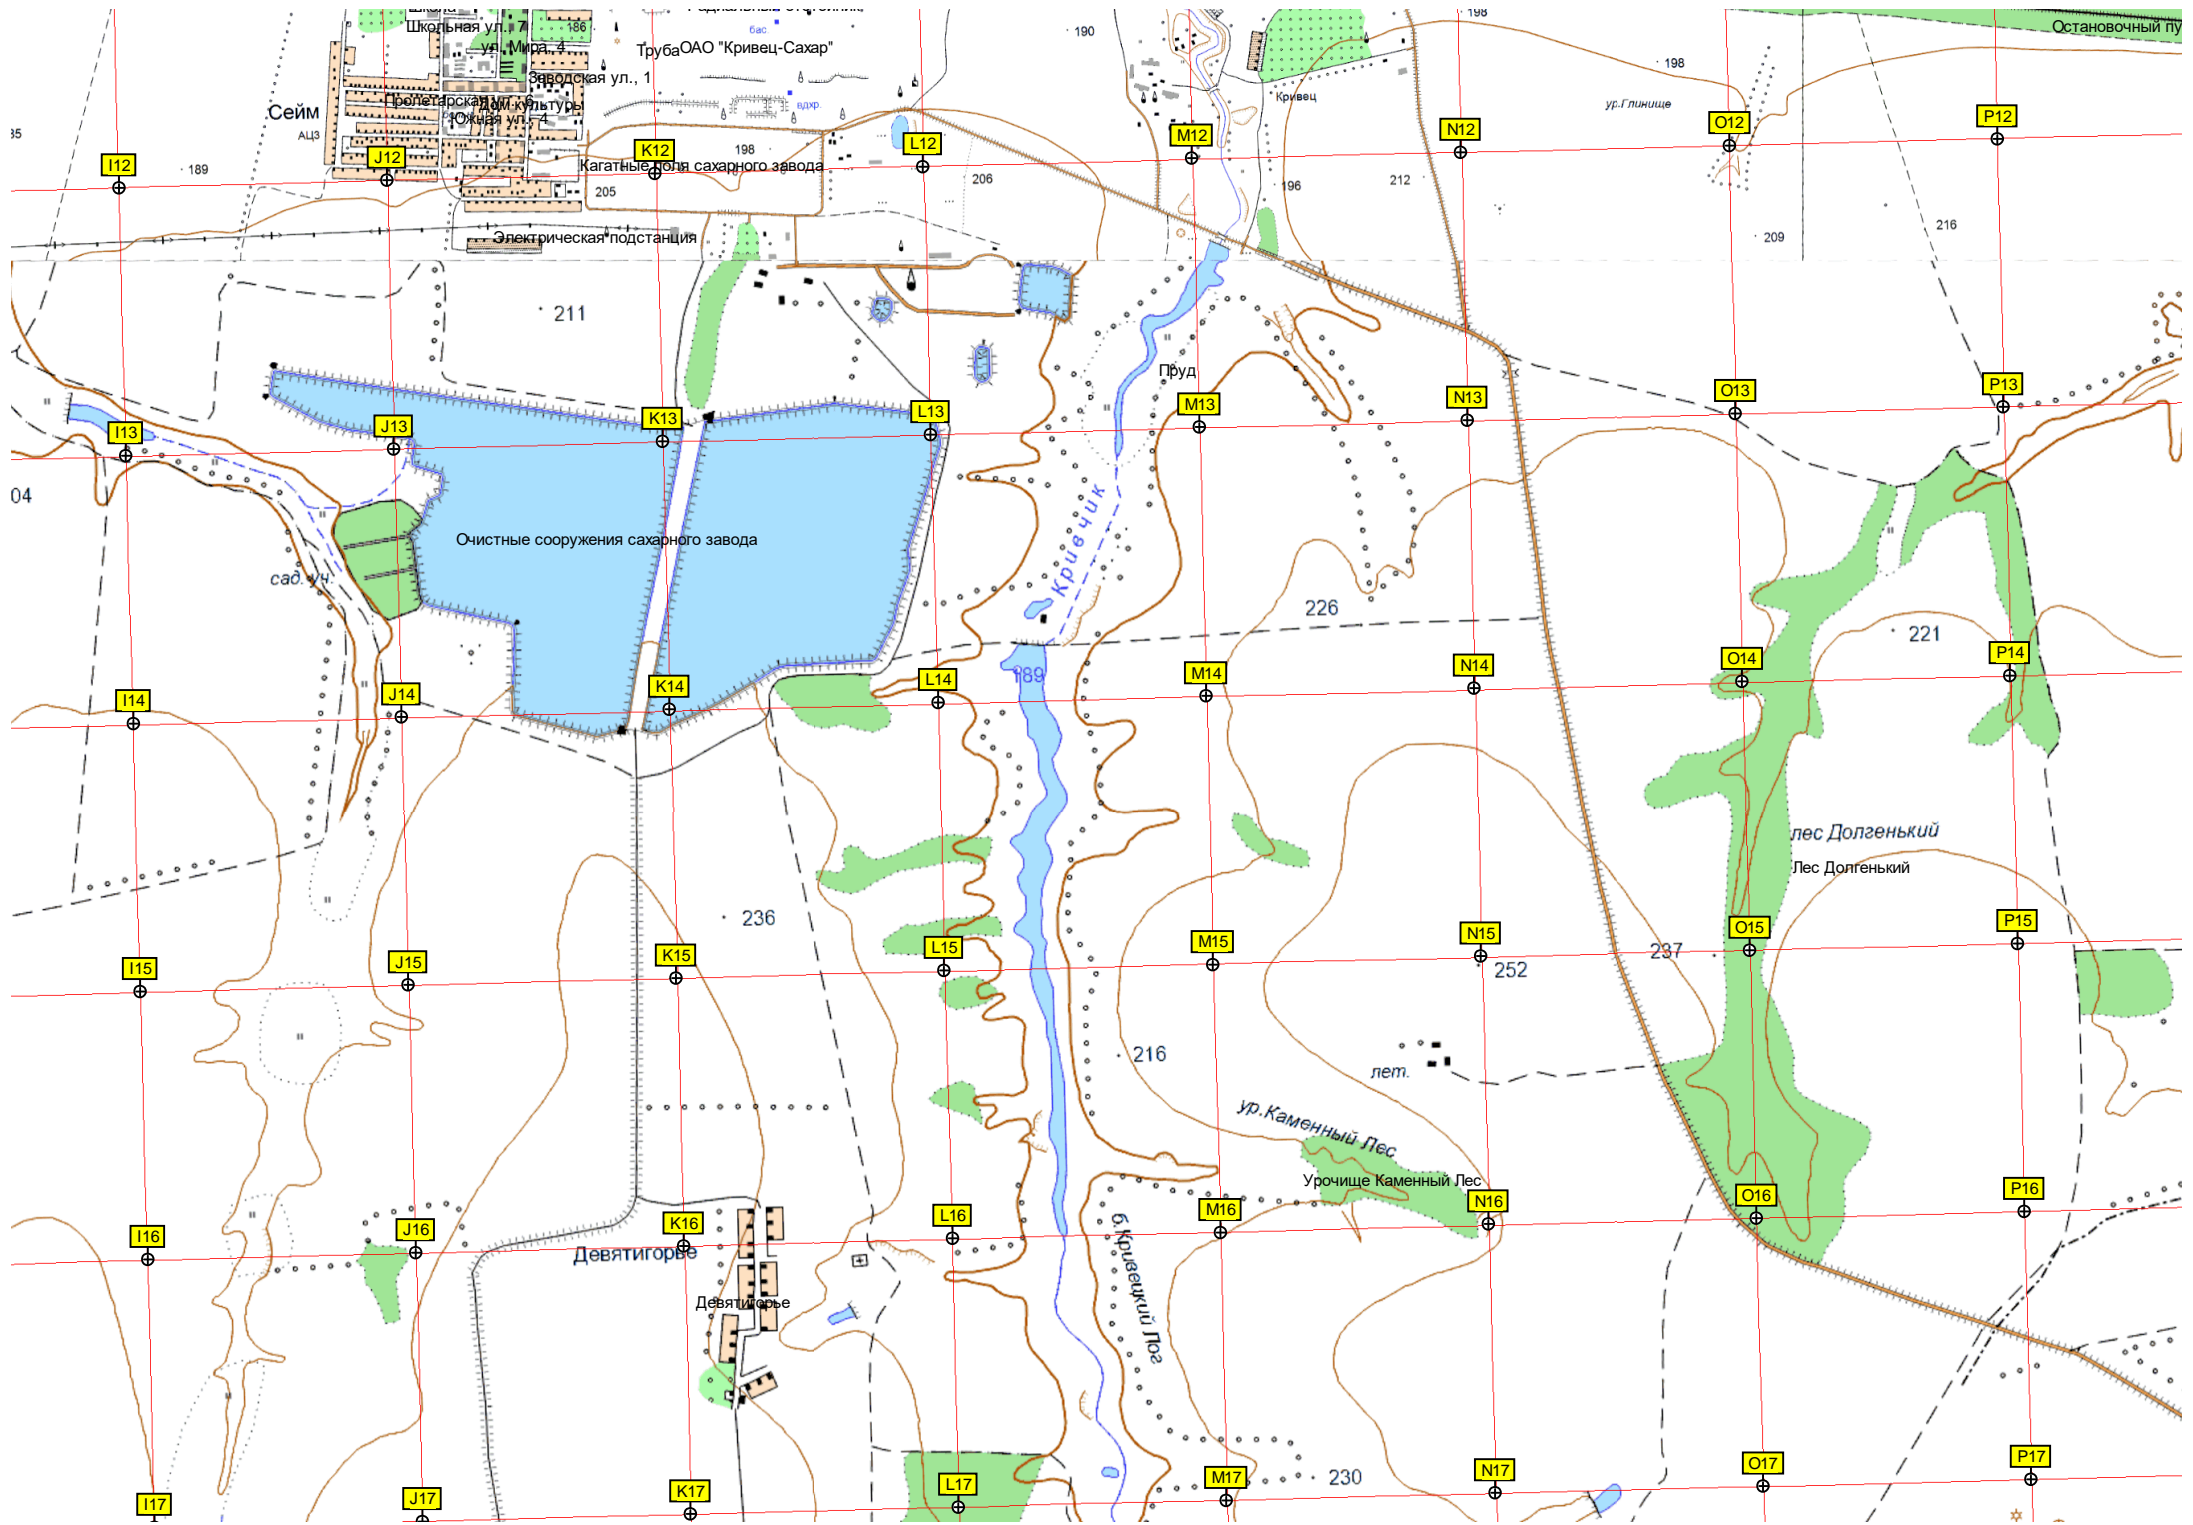 Школьная ул., 7
186
бас.
190
198
Остановочный пу
ул. Мира, 4
Труба
ОАО "Кривец-Сахар"
Заводская ул., 1
198
вдхр.
Кривец
ур.Глинище
Дом культуры
Сейм
Южная ул., 4
АЦЗ
I12
J12
K12
L12
M12
N12
O12
P12
198
189
Кагатные поля сахарного завода
205
206
196
212
216
209
Электрическая подстанция
211
Пруд
I13
J13
K13
L13
M13
N13
O13
P13
04
Кривчик
Очистные сооружения сахарного завода
сад. уч.
226
221
189
I14
J14
K14
L14
M14
N14
O14
P14
лес Долгенький
Лес Долгенький
236
I15
J15
K15
L15
M15
N15
O15
P15
237
252
216
лет.
ур.Каменный Лес
Урочище Каменный Лес
I16
J16
K16
L16
M16
N16
O16
P16
Девятигорье
б.Кривецкий Лог
Девятигорье
230
I17
J17
K17
L17
M17
N17
O17
P17